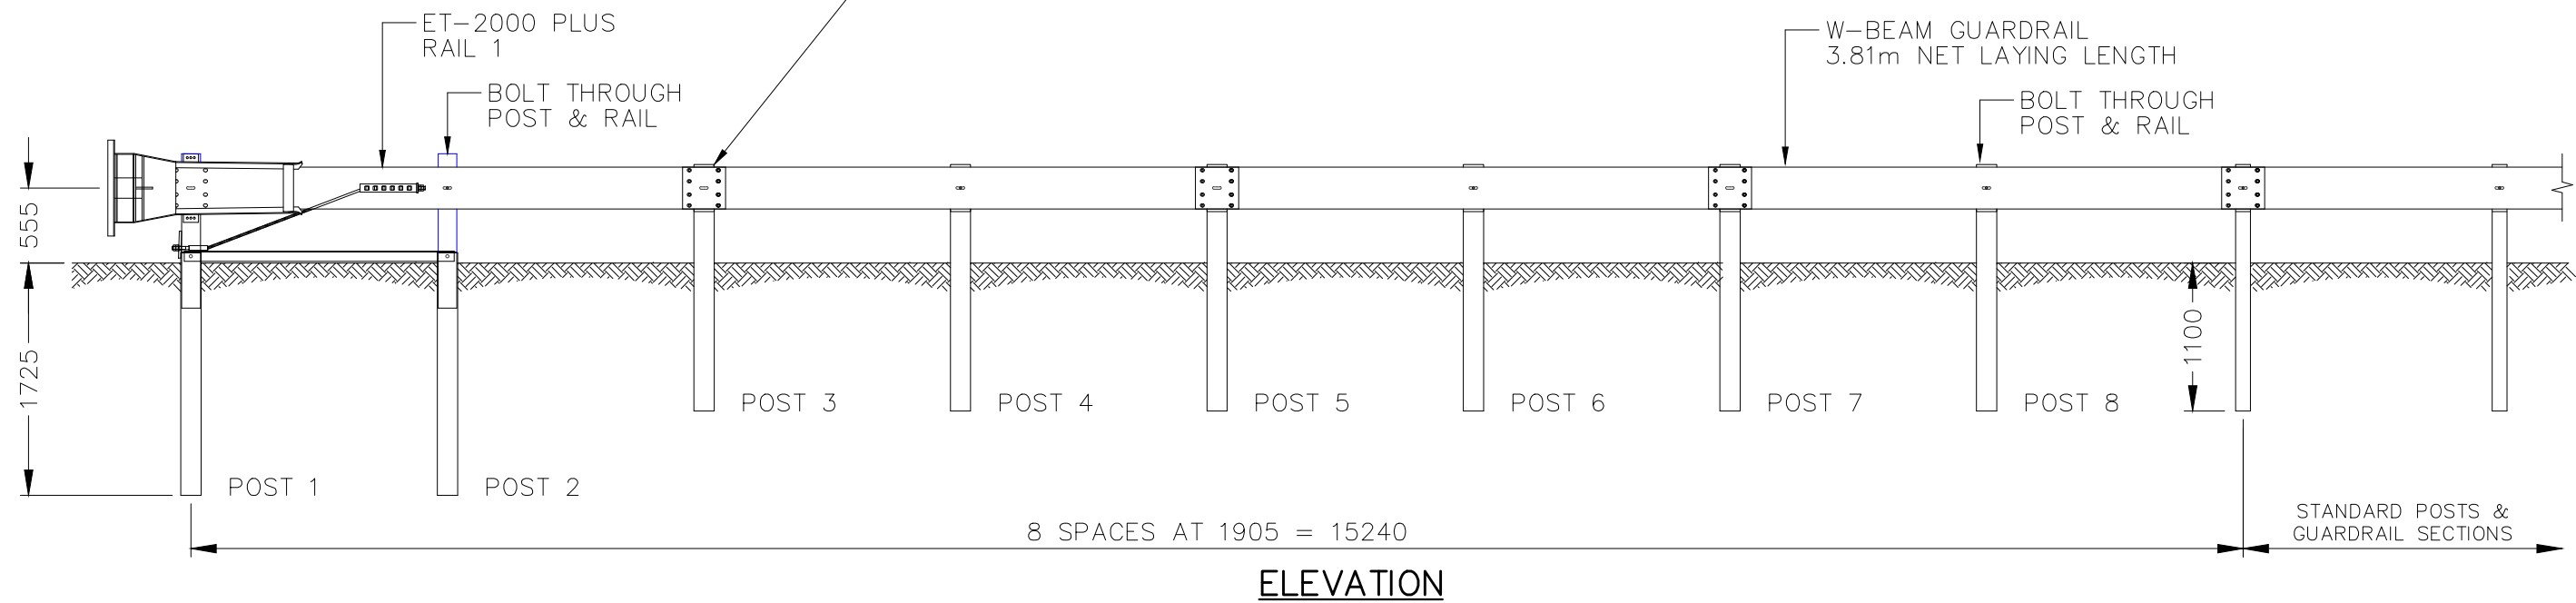 ET-2000 PLUS
RAIL 1
BOLT THROUGH
POST & RAIL
W-BEAM GUARDRAIL
3.81m NET LAYING LENGTH
BOLT THROUGH
POST & RAIL
555
1725
1100
POST 1
POST 2
POST 3
POST 4
POST 5
POST 6
POST 7
POST 8
8 SPACES AT 1905 = 15240
STANDARD POSTS &
GUARDRAIL SECTIONS
ELEVATION